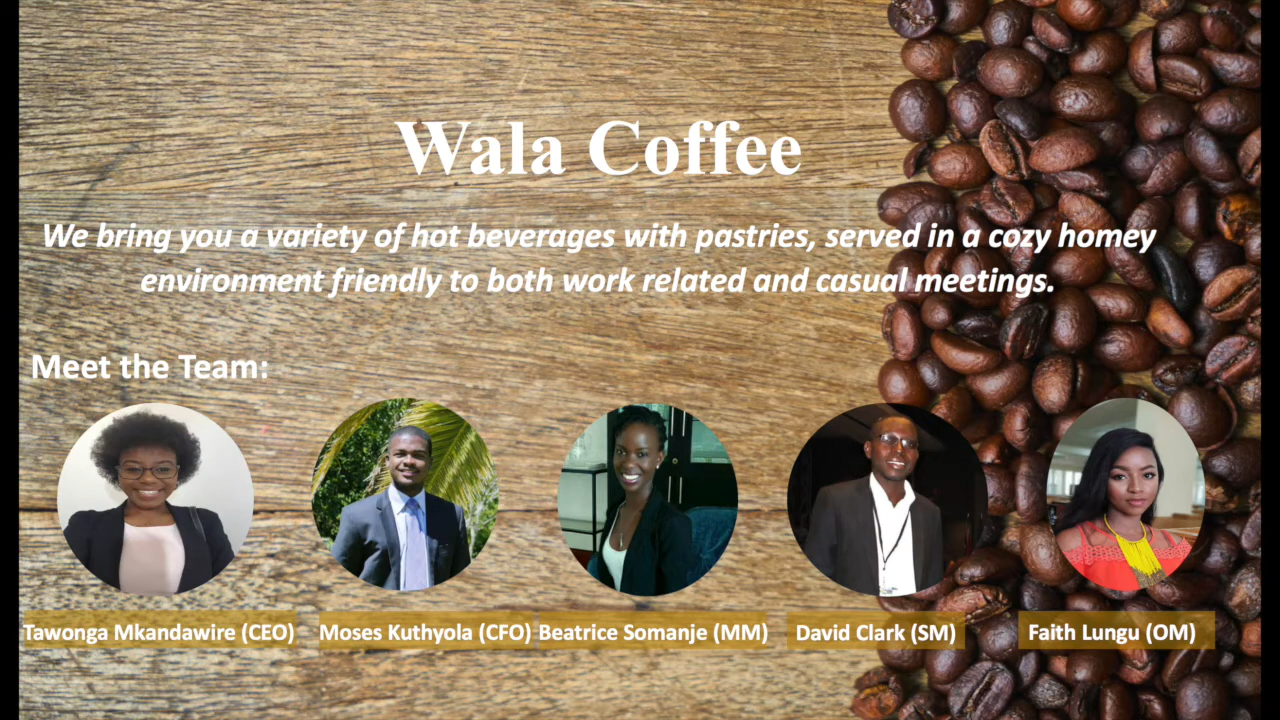 Wala Coffee
We bring you a variety of hot beverages with pastries, served in a cozy homey
environment friendly to both work related and casual meetings.
Meet the Team:
Tawonga Mkandawire (CEO)
Moses Kuthyola (CFO)
Beatrice Somanje (MM)
David Clark (SM)
Faith Lungu (OM)